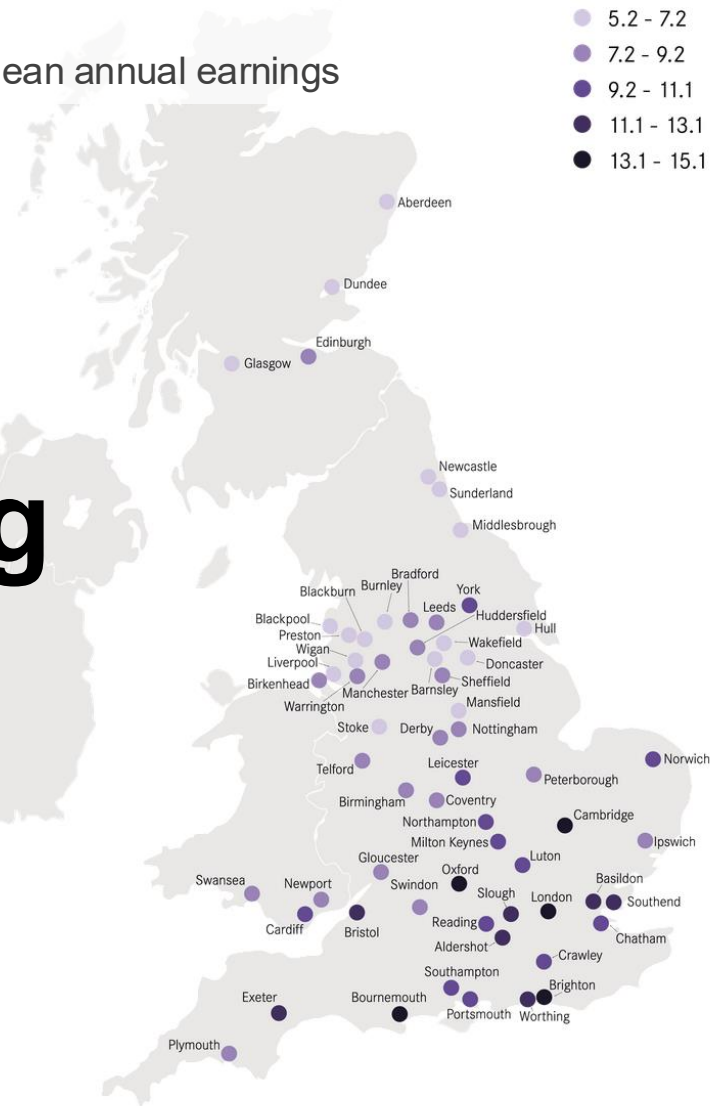 5.2 - 7.2
ean annual earnings
7.2 - 9.2
9.2 - 11.1
11.1 - 13.1
13.1 - 15.1
Aberdeen
Dundee
Edinburgh
Glasgow
Newcastle
g
Sunderland
Middlesbrough
Bradford
Burnley
Blackburn
York
Leeds
Huddersfield
Blackpool
Hull
Preston
Wakefield
Wigan
Liverpool
Doncaster
Birkenhead
Manchester
Barnsley
Sheffield
Warrington
Mansfield
Stoke
Derby
Nottingham
Norwich
Leicester
Telford
Peterborough
Birmingham
Coventry
Cambridge
Northampton
Milton Keynes
Ipswich
Luton
Gloucester
Oxford
Basildon
Swansea
Newport
Swindon
Slough
London
Southend
Reading
Cardiff
Bristol
Chatham
Aldershot
Crawley
Southampton
Brighton
Exeter
Bournemouth
Portsmouth
Worthing
Plymouth